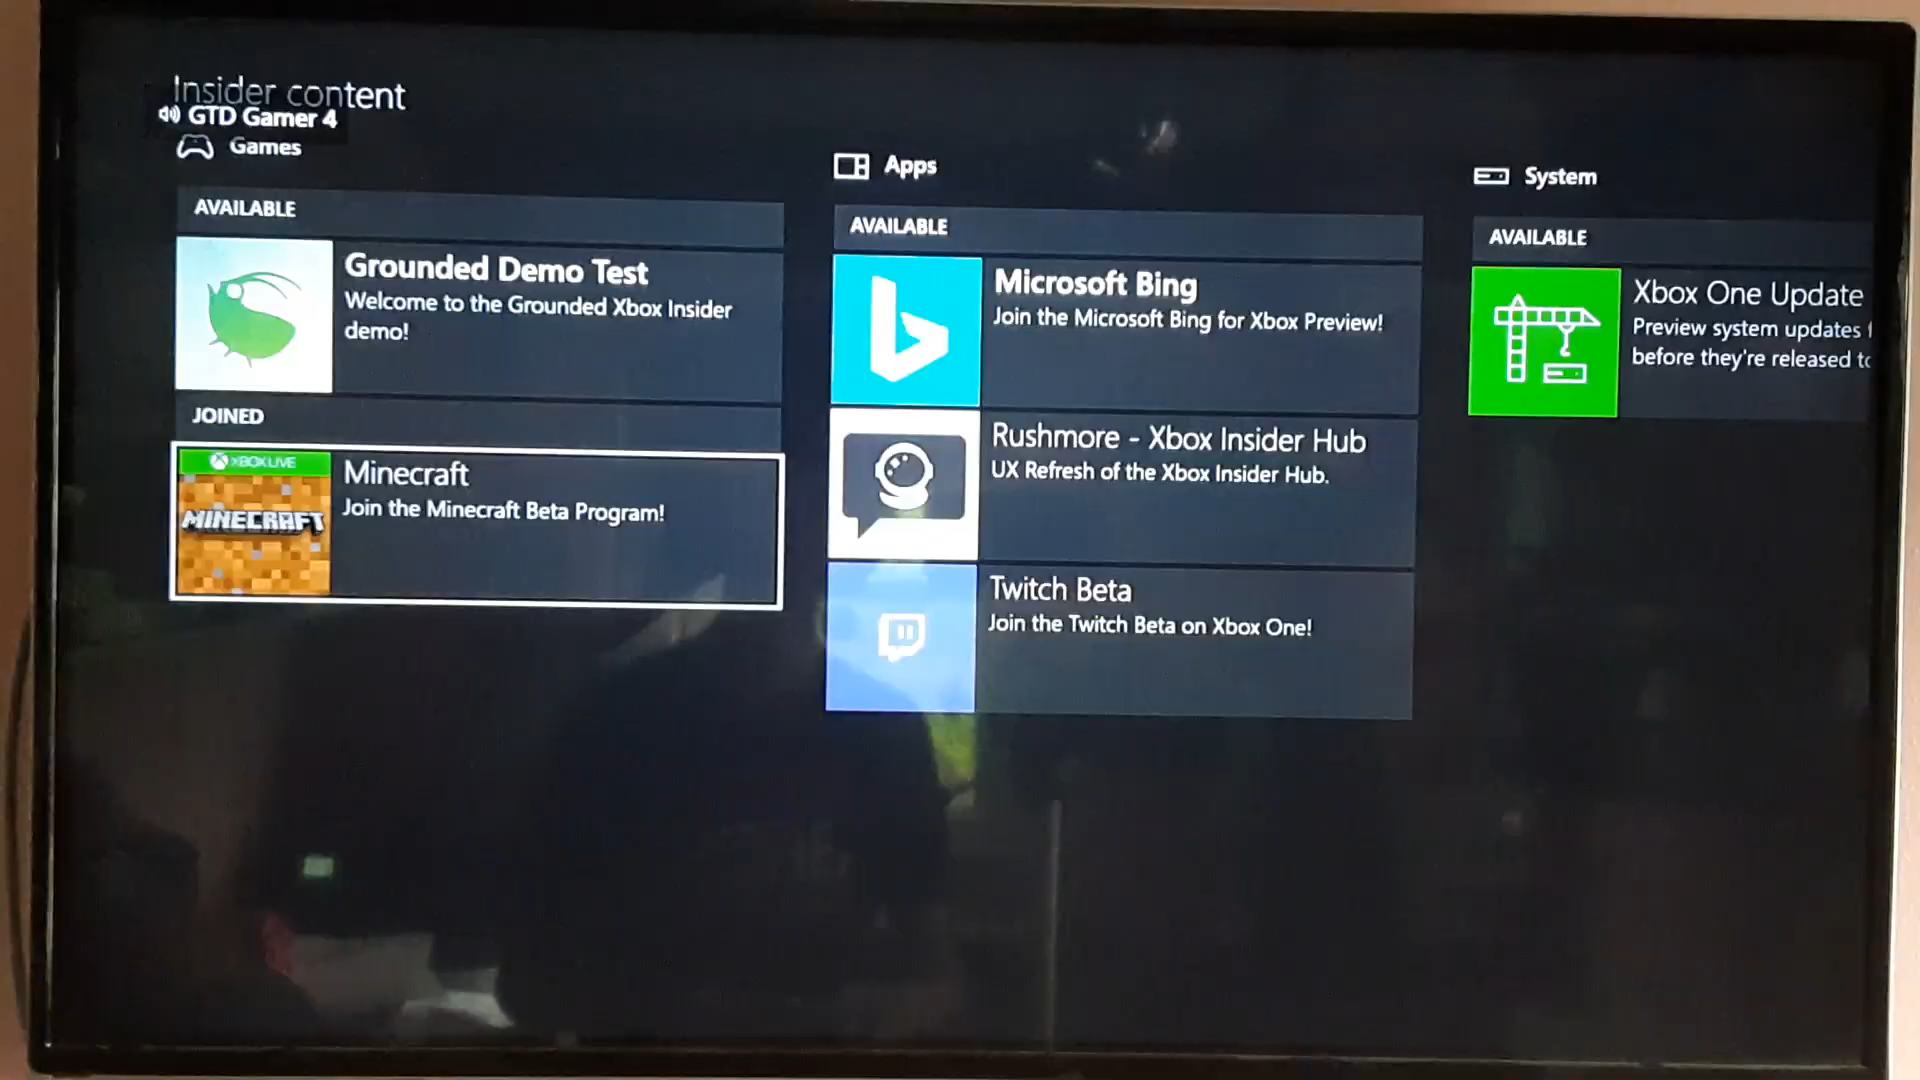 Insider content
GTD Gamer 4
Games
AVAILABLE
Grounded Demo Test
Welcome to the Grounded Xbox Insider
demo!
JOINED
XBOX LIVE
MINECRAFT
Minecraft
Join the Minecraft Beta Program!
Apps
AVAILABLE
Microsoft Bing
Join the Microsoft Bing for Xbox Preview!
Rushmore - Xbox Insider Hub
UX Refresh of the Xbox Insider Hub.
Twitch Beta
Join the Twitch Beta on Xbox One!
System
AVAILABLE
Xbox One Update
Preview system updates
before they're released to